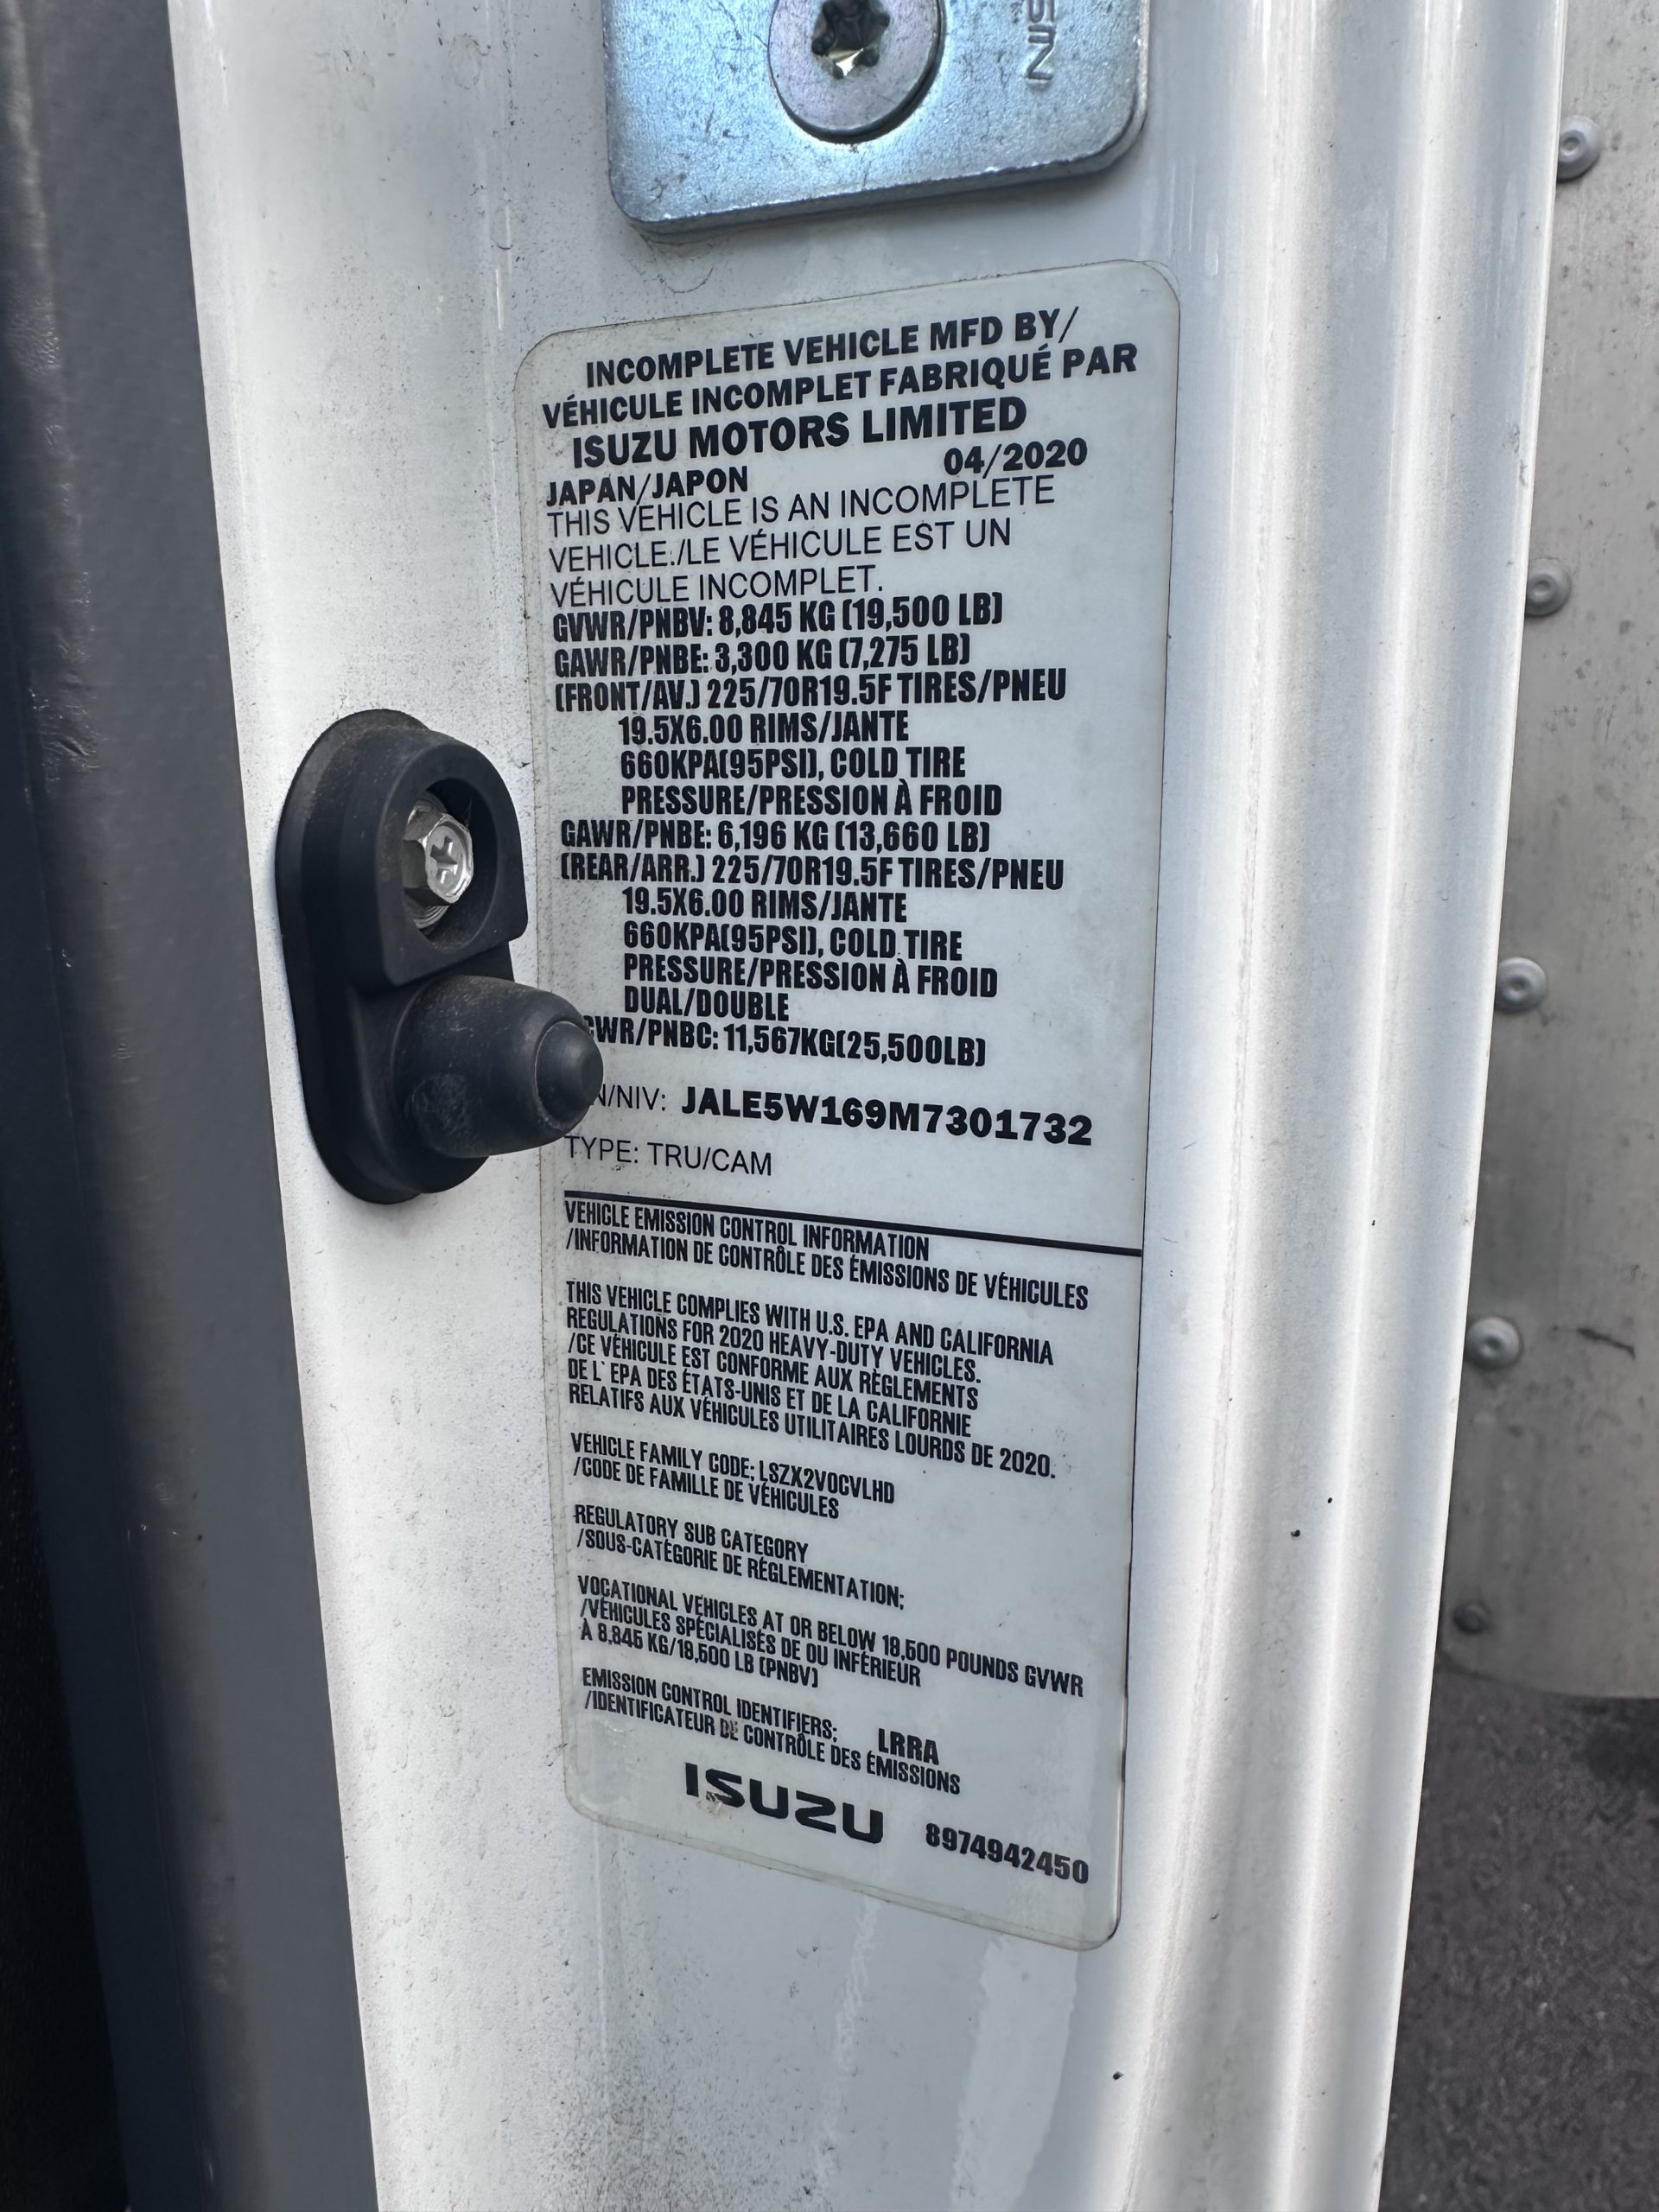 SIN
INCOMPLETE VEHICLE MFD BY/
VÉHICULE INCOMPLET FABRIQUÉ PAR
ISUZU MOTORS LIMITED
JAPAN/JAPON 04/2020
THIS VEHICLE IS AN INCOMPLETE
VEHICLE./LE VÉHICULE EST UN
VÉHICULE INCOMPLET.
GVWR/PNBV: 8,845 KG (19,500 LB)
GAWR/PNBE: 3,300 KG (7,275 LB)
(FRONT/AV.) 225/70R19.5F TIRES/PNEU
19.5X6.00 RIMS/JANTE
660KPA(95PSI), COLD TIRE
PRESSURE/PRESSION À FROID
GAWR/PNBE: 6,196 KG (13,660 LB)
(REAR/ARR.) 225/70R19.5F TIRES/PNEU
19.5X6.00 RIMS/JANTE
660KPA(95PSI), COLD TIRE
PRESSURE/PRESSION À FROID
DUAL/DOUBLE
CWR/PNBC: 11,567KG(25,500LB)
N/NIV: JALE5W169M7301732
TYPE: TRU/CAM
VEHICLE EMISSION CONTROL INFORMATION
/INFORMATION DE CONTRÔLE DES ÉMISSIONS DE VÉHICULES
THIS VEHICLE COMPLIES WITH U.S. EPA AND CALIFORNIA
REGULATIONS FOR 2020 HEAVY-DUTY VEHICLES.
/CE VÉHICULE EST CONFORME AUX RÈGLEMENTS
DE L' EPA DES ÉTATS-UNIS ET DE LA CALIFORNIE
RELATIFS AUX VÉHICULES UTILITAIRES LOURDS DE 2020.
VEHICLE FAMILY CODE; LSZX2VOCVLHD
/CODE DE FAMILLE DE VÉHICULES
REGULATORY SUB CATEGORY
/SOUS-CATÉGORIE DE RÉGLEMENTATION;
VOCATIONAL VEHICLES AT OR BELOW 19,500 POUNDS GVWR
/VÉHICULES SPÉCIALISÉS DE OU INFÉRIEUR
À 8,845 KG/19,500 LB (PNBV)
EMISSION CONTROL IDENTIFIERS; LRRA
/IDENTIFICATEUR DE CONTRÔLE DES ÉMISSIONS
ISUZU 8974942450